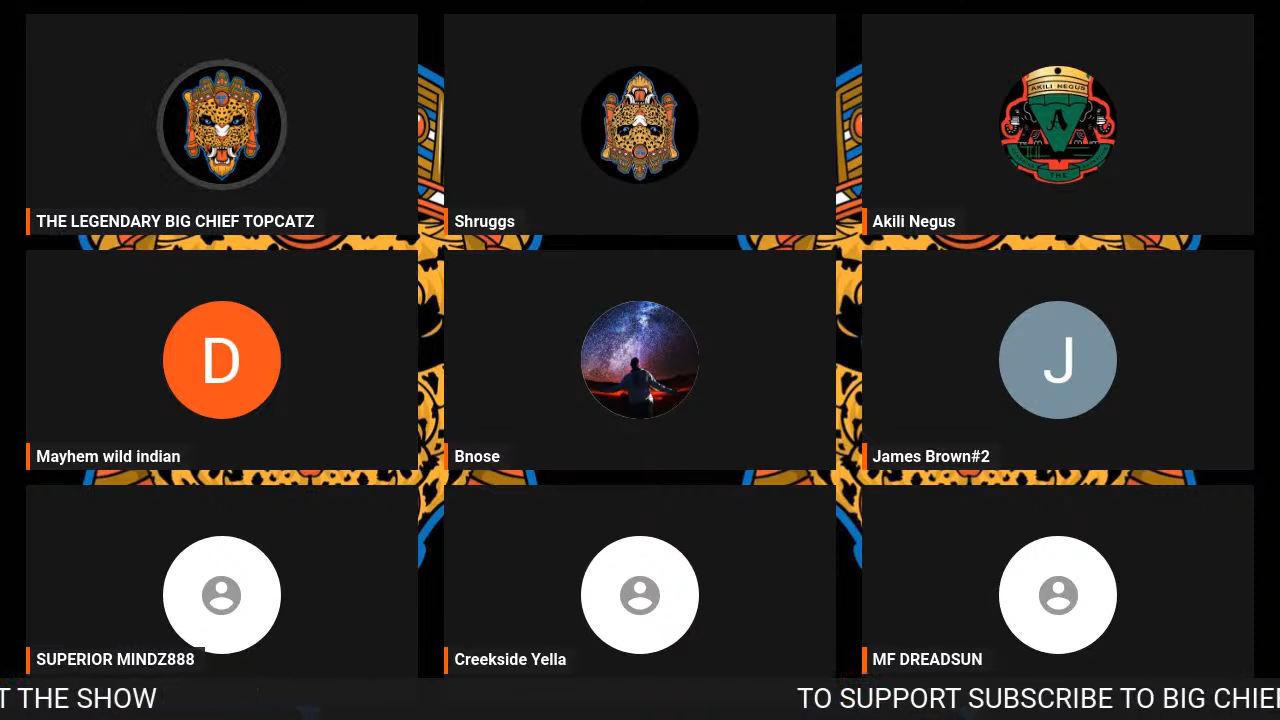 THE LEGENDARY BIG CHIEF TOPCATZ
Shruggs
AKILI NEGUS
A
THE
Akili Negus
D
Mayhem wild indian
Bnose
J
James Brown#2
SUPERIOR MINDZ888
Creekside Yella
MF DREADSUN
T THE SHOW
TO SUPPORT SUBSCRIBE TO BIG CHIEF